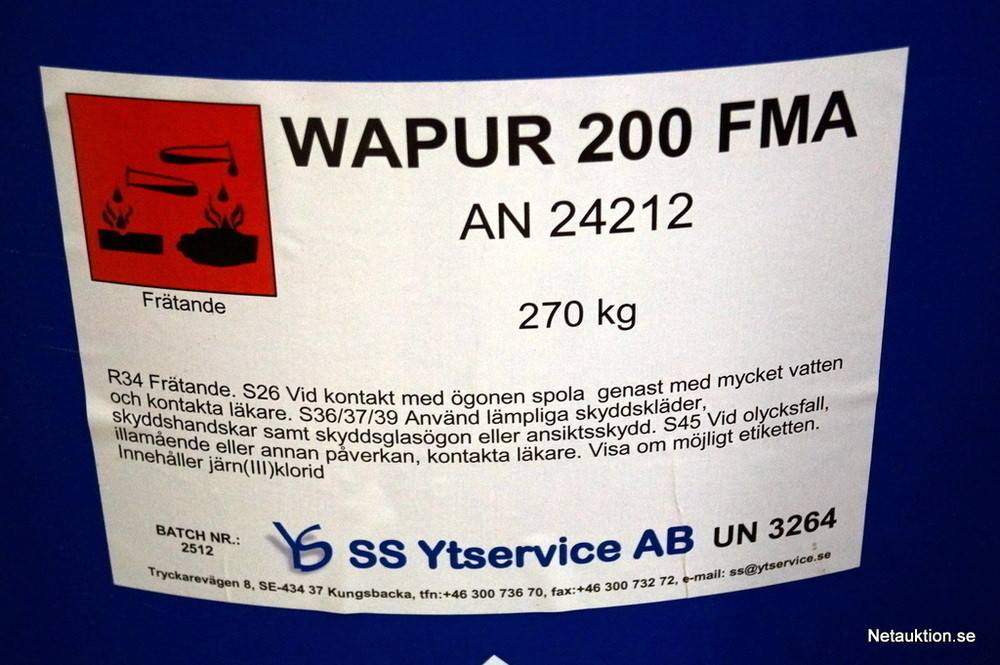 WAPUR 200 FMA
AN 24212
Frätande
270 kg
R34 Frätande. S26 Vid kontakt med ögonen spola genast med mycket vatten
och kontakta läkare. S36/37/39 Använd lämpliga skyddskläder,
skyddshandskar samt skyddsglasögon eller ansiktsskydd. S45 Vid olycksfall,
illamående eller annan påverkan, kontakta läkare. Visa om möjligt etiketten.
Innehåller järn(III)klorid
BATCH NR.:
2512
SS Ytservice AB UN 3264
Tryckarevägen 8, SE-434 37 Kungsbacka, tfn:+46 300 736 70, fax:+46 300 732 72, e-mail: ss@ytservice.se
Netauktion.se